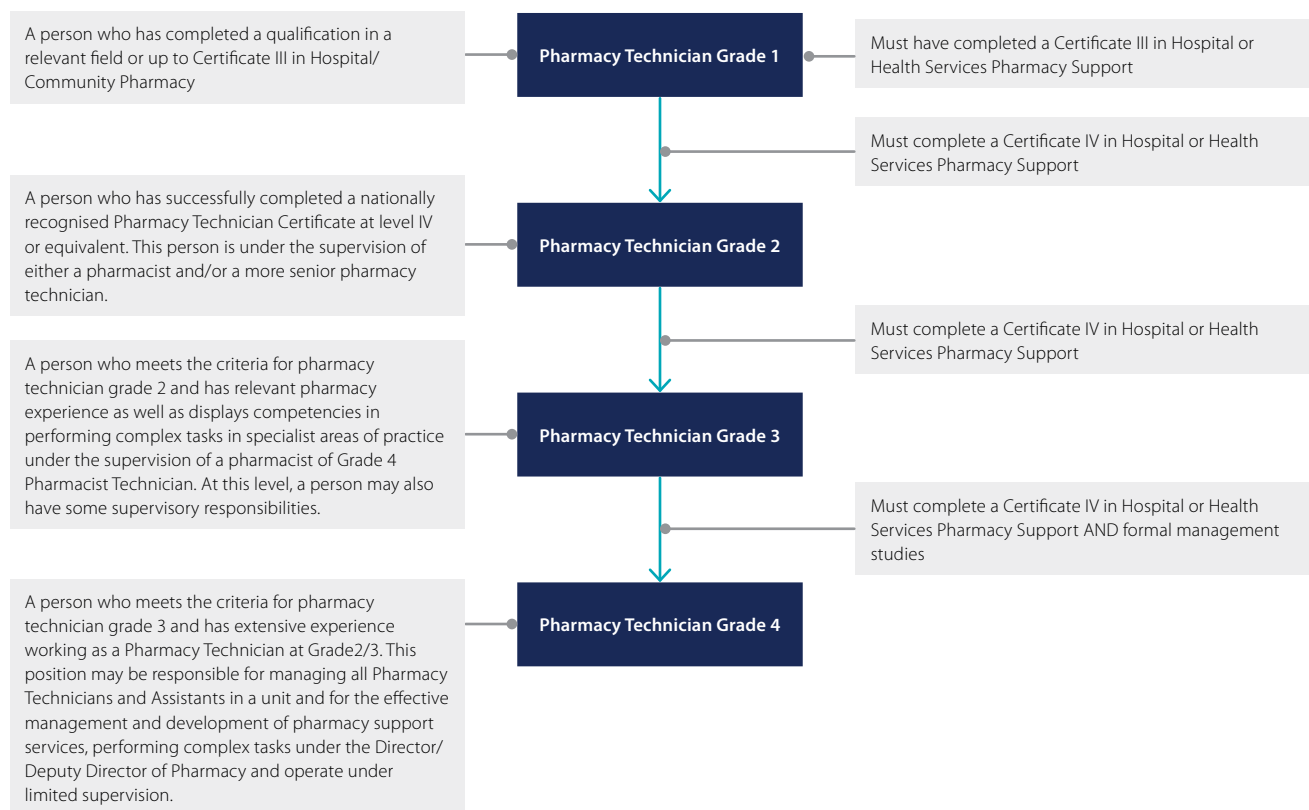 A person who has completed a qualification in a
relevant field or up to Certificate III in Hospital/
Community Pharmacy
Pharmacy Technician Grade 1
Must have completed a Certificate III in Hospital or
Health Services Pharmacy Support
Must complete a Certificate IV in Hospital or Health
Services Pharmacy Support
A person who has successfully completed a nationally
recognised Pharmacy Technician Certificate at level IV
or equivalent. This person is under the supervision of
either a pharmacist and/or a more senior pharmacy
technician.
Pharmacy Technician Grade 2
Must complete a Certificate IV in Hospital or Health
Services Pharmacy Support
A person who meets the criteria for pharmacy
technician grade 2 and has relevant pharmacy
experience as well as displays competencies in
performing complex tasks in specialist areas of practice
under the supervision of a pharmacist of Grade 4
Pharmacist Technician. At this level, a person may also
have some supervisory responsibilities.
Pharmacy Technician Grade 3
Must complete a Certificate IV in Hospital or Health
Services Pharmacy Support AND formal management
studies
A person who meets the criteria for pharmacy
technician grade 3 and has extensive experience
working as a Pharmacy Technician at Grade2/3. This
position may be responsible for managing all Pharmacy
Technicians and Assistants in a unit and for the effective
management and development of pharmacy support
services, performing complex tasks under the Director/
Deputy Director of Pharmacy and operate under
limited supervision.
Pharmacy Technician Grade 4